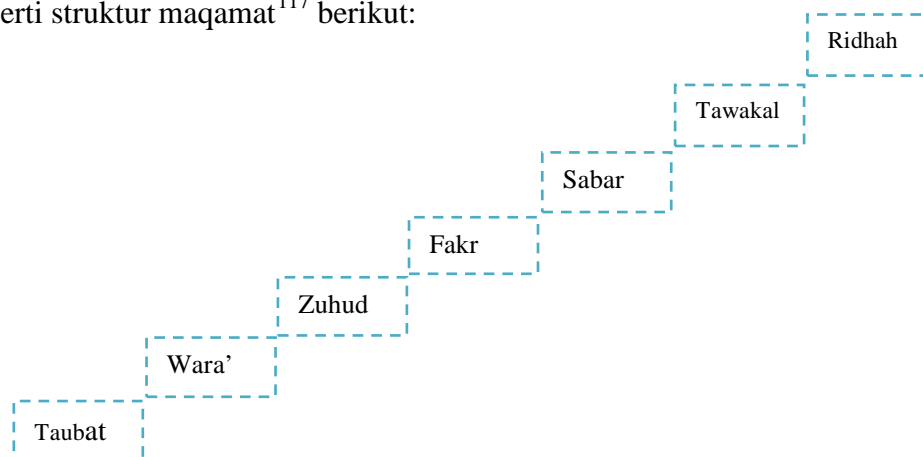 erti struktur maqamat¹¹⁷ berikut:
Ridhah
Tawakal
Sabar
Fakr
Zuhud
Wara’
Taubat